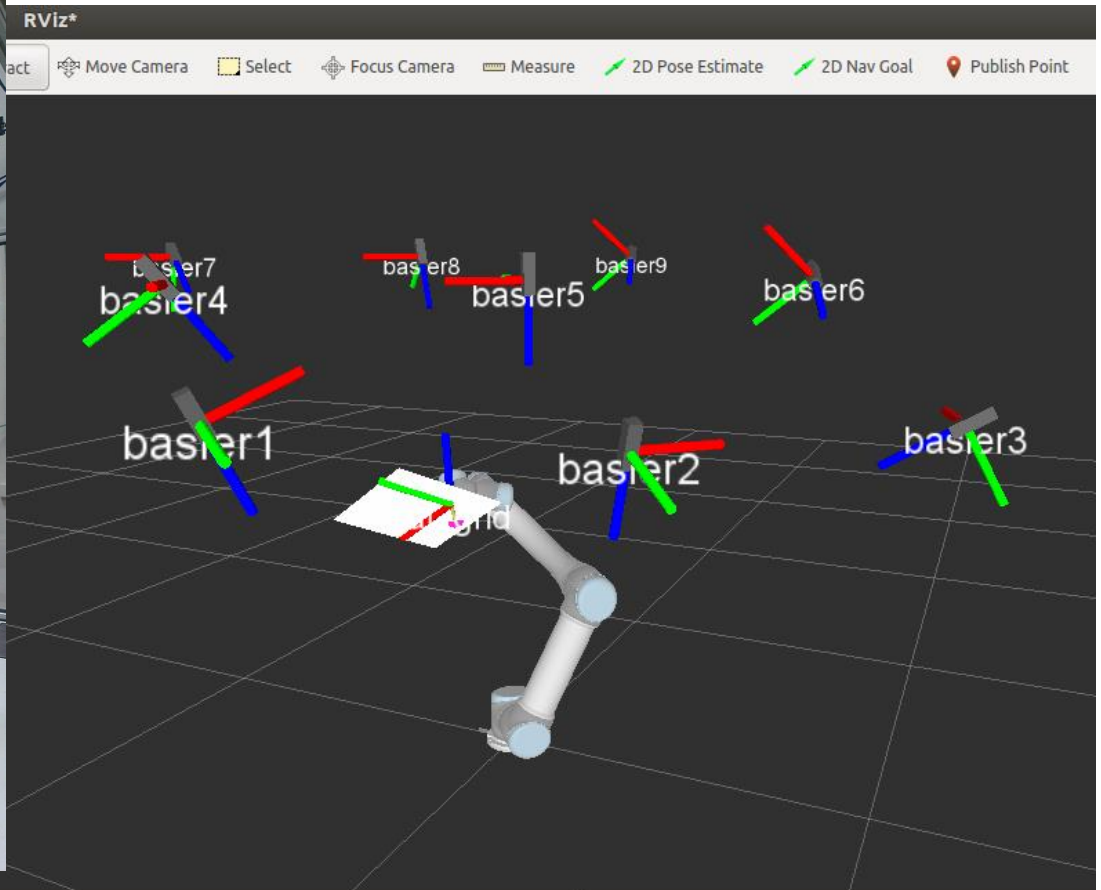 RViz*
act Move Camera Select Focus Camera Measure 2D Pose Estimate 2D Nav Goal Publish Point
basler7 basler8 basler9
basler4 basler5 basler6
basler1 basler2 basler3